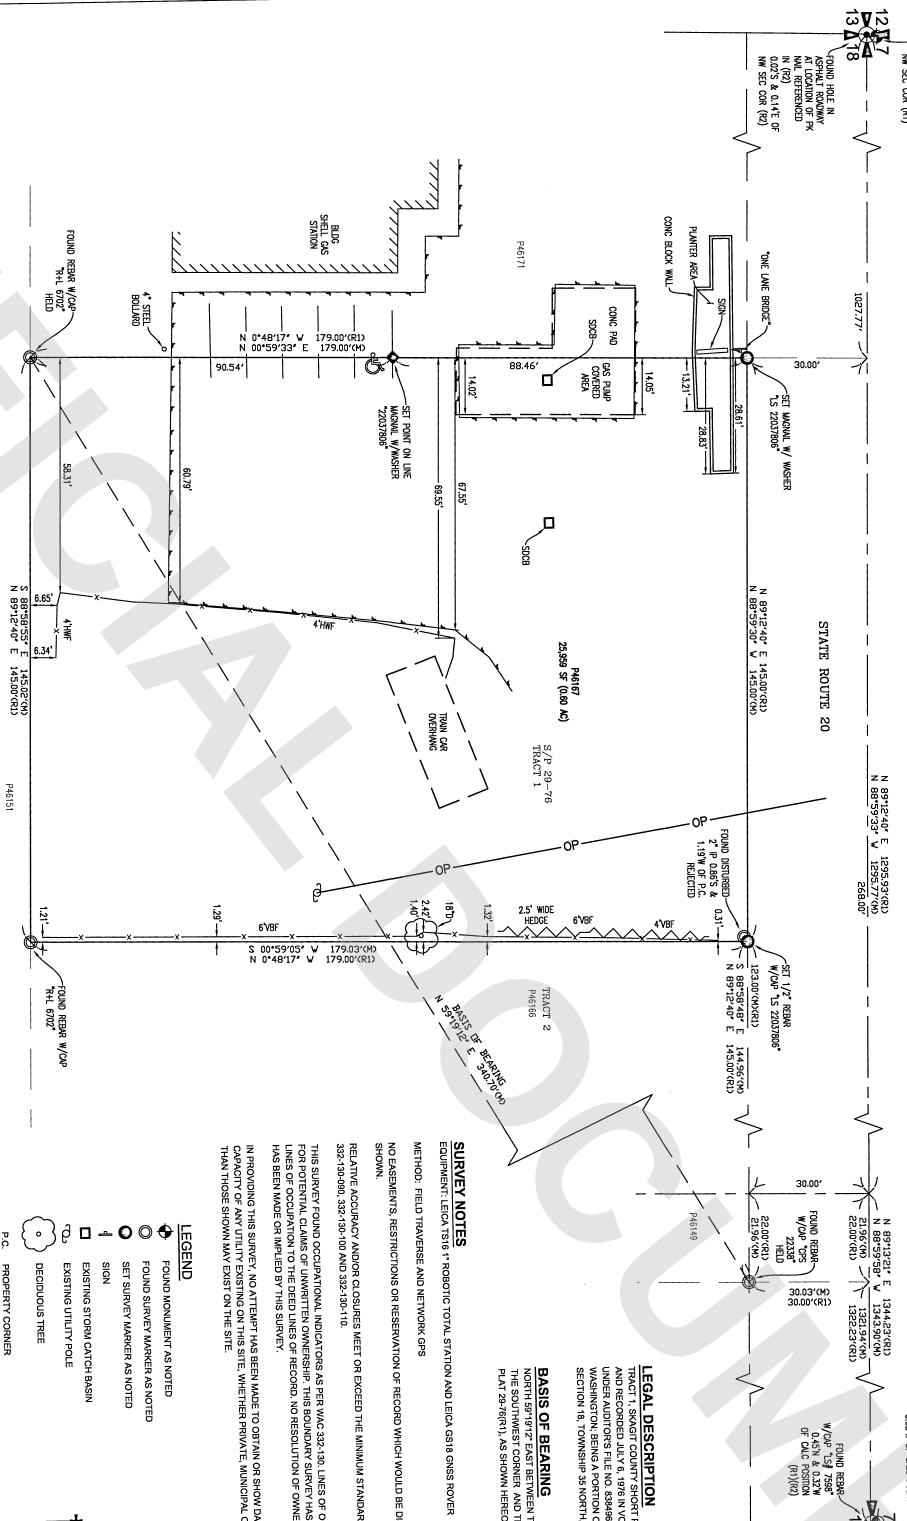 12
7
13
18
NW SEC COR (R1)
FOUND HOLE IN
ASPHALT ROADWAY
AT LOCATION OF PK
NAIL REFERENCED
IN (R2)
0.02'S & 0.14'E OF
NW SEC COR (R2)
1027.77'
30.00'
STATE ROUTE 20
N 89°12'40" E 1295.93'(R1)
N 88°59'33" W 1295.77'(M)
268.00'
"ONE LANE BRIDGE"
SIGN
PLANTER AREA
CONC BLOCK WALL
SET MAGNAIL W/ WASHER
"LS 22037806"
28.61'
13.21'
28.83'
N 89°12'40" E 145.00'(R1)
N 88°59'30" W 145.00'(M)
P46171
CONC PAD
SDCB
GAS PUMP
COVERED
AREA
14.05'
88.46'
14.02'
SDCB
BLDG
SHELL GAS
STATION
SET POINT ON LINE
MAGNAIL W/WASHER
"22037806"
67.55'
69.55'
N 0°48'17" W 179.00'(R1)
N 00°59'33" E 179.00'(M)
90.54'
4" STEEL
BOLLARD
60.79'
FOUND REBAR W/CAP
"R+L 6702"
HELD
58.31'
6.65'
4'HWF
6.34'
4'HWF
S 88°58'55" E 145.02'(M)
N 89°12'40" E 145.00'(R1)
P46151
P46167
25,959 SF (0.60 AC)
S/P 29-76
TRACT 1
TRAIN CAR
OVERHANG
OP
OP
OP
FOUND DISTURBED
2" IP 0.86'S &
1.19'W OF P.C.
REJECTED
0.31'
SET 1/2" REBAR
W/CAP "LS 22037806"
123.00'(M)(R1)
S 88°58'48" E 144.96'(M)
N 89°12'40" E 145.00'(R1)
4'VBF
6'VBF
2.5' WIDE
HEDGE
1.32'
18"D
2.42'
1.40'
1.29'
6'VBF
1.21'
S 00°59'05" W 179.03'(M)
N 0°48'17" W 179.00'(R1)
FOUND REBAR W/CAP
"R+L 6702"
TRACT 2
P46166
BASIS OF BEARING
N 59°19'12" E 340.70'(M)
30.00'
22.00'(R1)
21.96'(M)
N 89°13'21" E 1344.23'(R1)
N 88°59'58" W 1343.90'(M)
21.96'(M) 1321.94'(M)
22.00'(R1) 1322.23'(R1)
FOUND REBAR
W/CAP "CPS
22338"
HELD
30.03'(M)
30.00'(R1)
P46149
FOUND REBAR
W/CAP "LS# 7598"
0.45'N & 0.32'W
OF CALC POSITION
(R1)(R2)
LEGAL DESCRIPTION
TRACT 1, SKAGIT COUNTY SHORT
AND RECORDED JULY 6, 1976 IN
UNDER AUDITOR'S FILE NO. 838496
WASHINGTON; BEING A PORTION
SECTION 18, TOWNSHIP 35 NORTH
BASIS OF BEARING
NORTH 59°19'12" EAST BETWEEN
THE SOUTHWEST CORNER AND
PLAT 29-76(R1), AS SHOWN
SURVEY NOTES
EQUIPMENT: LEICA TS16 1" ROBOTIC TOTAL STATION AND LEICA GS18 GNSS ROVER
METHOD: FIELD TRAVERSE AND NETWORK GPS
NO EASEMENTS, RESTRICTIONS OR RESERVATION OF RECORD WHICH WOULD BE
SHOWN.
RELATIVE ACCURACY AND/OR CLOSURES MEET OR EXCEED THE MINIMUM
332-130-090, 332-130-100 AND 332-130-110.
THIS SURVEY FOUND OCCUPATIONAL INDICATORS AS PER WAC 332-130. LINES OF
FOR POTENTIAL CLAIMS OF UNWRITTEN OWNERSHIP. THIS BOUNDARY SURVEY HAS
LINES OF OCCUPATION TO THE DEED LINES OF RECORD. NO RESOLUTION OF
HAS BEEN MADE OR IMPLIED BY THIS SURVEY.
IN PROVIDING THIS SURVEY, NO ATTEMPT HAS BEEN MADE TO OBTAIN OR SHOW
CAPACITY OF ANY UTILITY EXISTING ON THIS SITE, WHETHER PRIVATE, MUNICIPAL
THAN THOSE SHOWN MAY EXIST ON THE SITE.
LEGEND
FOUND MONUMENT AS NOTED
FOUND SURVEY MARKER AS NOTED
SET SURVEY MARKER AS NOTED
SIGN
EXISTING STORM CATCH BASIN
EXISTING UTILITY POLE
DECIDUOUS TREE
P.C. PROPERTY CORNER